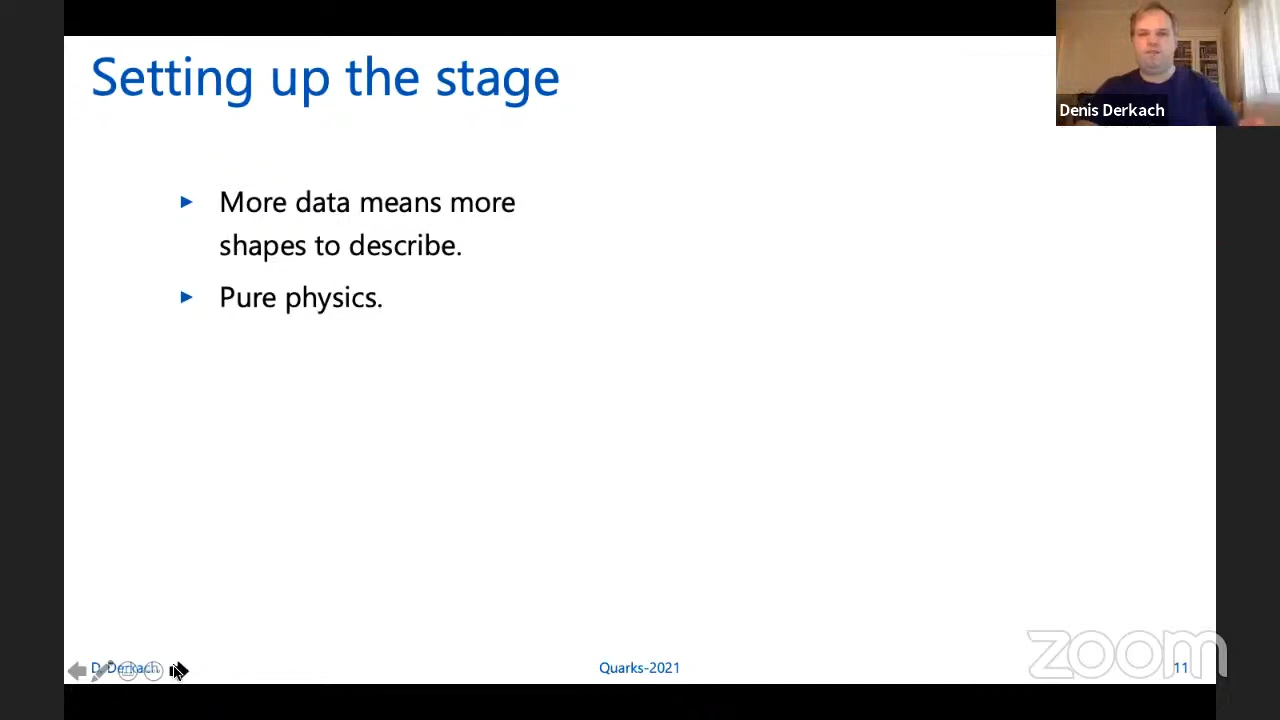 Setting up the stage
Denis Derkach
More data means more
shapes to describe.
Pure physics.
D. Derkach
Quarks-2021
11
zoom